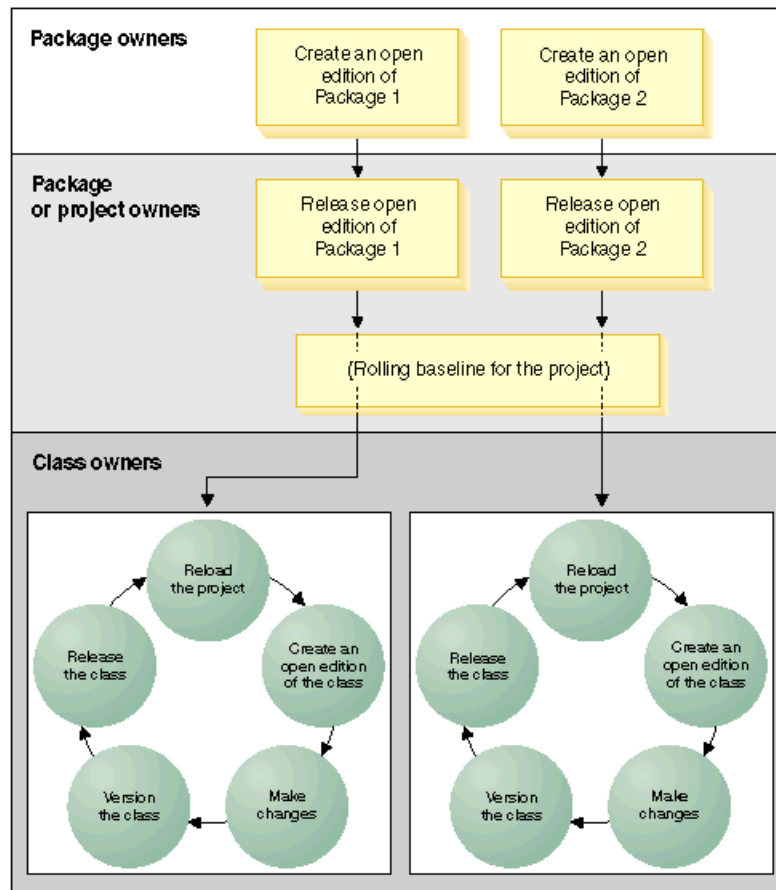 Package owners
Create an open
edition of
Package 1
Create an open
edition of
Package 2
Package
or project owners
Release open
edition of
Package 1
Release open
edition of
Package 2
(Rolling baseline for the project)
Class owners
Reload
the project
Create an
open edition
of the class
Make
changes
Version
the class
Release
the class
Reload
the project
Create an
open edition
of the class
Make
changes
Version
the class
Release
the class